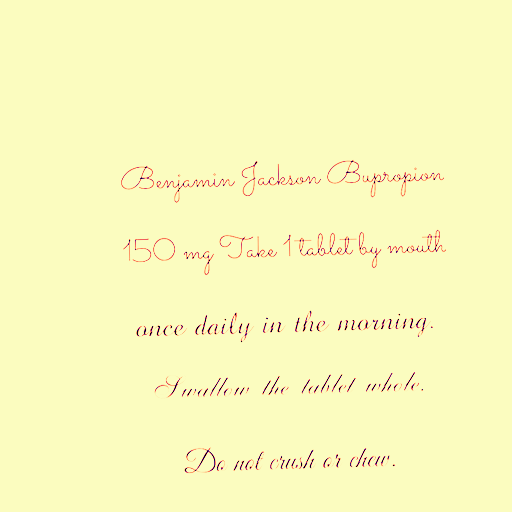 Benjamin Jackson Bupropion
150 mg Take 1 tablet by mouth
once daily in the morning.
Swallow the tablet whole.
Do not crush or chew.